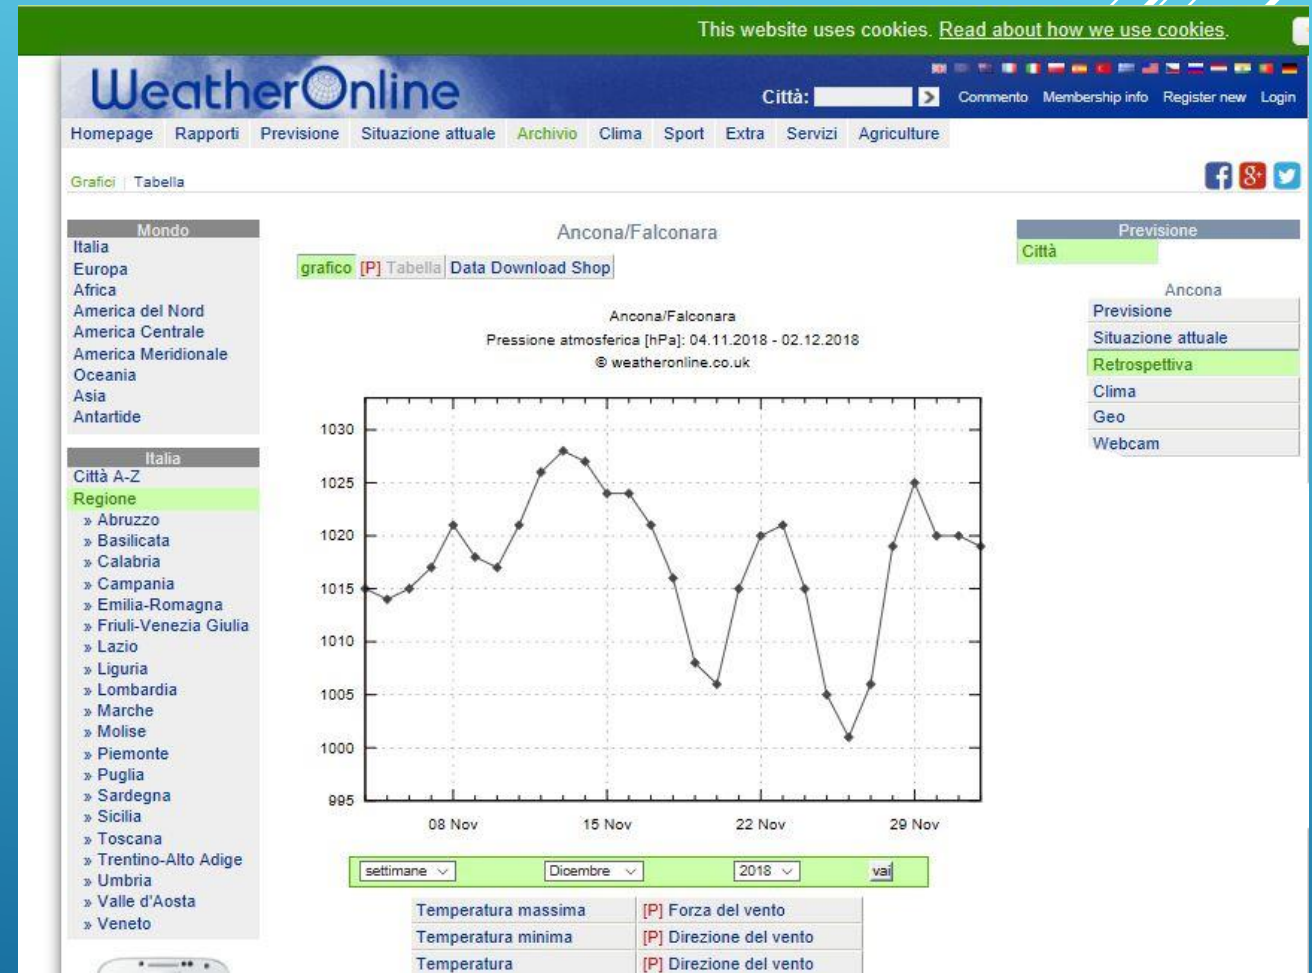 This website uses cookies. Read about how we use cookies.
WeatherOnline
Città:
Commento Membership info Register new Login
Homepage Rapporti Previsione Situazione attuale Archivio Clima Sport Extra Servizi Agriculture
Grafici | Tabella
Mondo
Italia
Europa
Africa
America del Nord
America Centrale
America Meridionale
Oceania
Asia
Antartide
Italia
Città A-Z
Regione
» Abruzzo
» Basilicata
» Calabria
» Campania
» Emilia-Romagna
» Friuli-Venezia Giulia
» Lazio
» Liguria
» Lombardia
» Marche
» Molise
» Piemonte
» Puglia
» Sardegna
» Sicilia
» Toscana
» Trentino-Alto Adige
» Umbria
» Valle d'Aosta
» Veneto
Ancona/Falconara
grafico [P] Tabella Data Download Shop
Ancona/Falconara
Pressione atmosferica [hPa]: 04.11.2018 - 02.12.2018
© weatheronline.co.uk
1030
1025
1020
1015
1010
1005
1000
995
08 Nov 15 Nov 22 Nov 29 Nov
settimane Dicembre 2018 vai
Temperatura massima [P] Forza del vento
Temperatura minima [P] Direzione del vento
Temperatura [P] Direzione del vento
Previsione
Città
Ancona
Previsione
Situazione attuale
Retrospettiva
Clima
Geo
Webcam